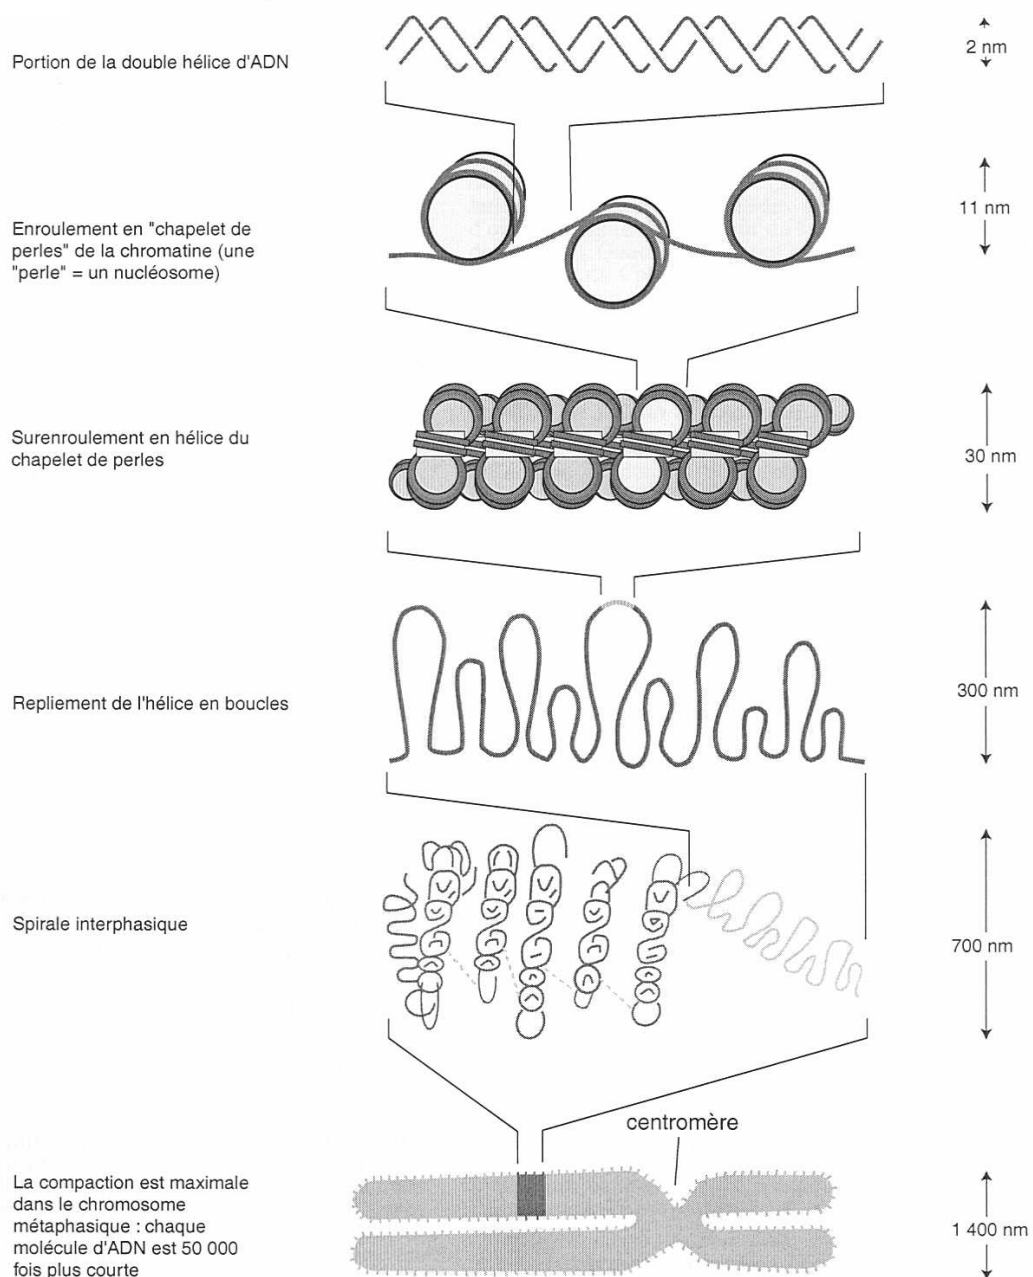 Portion de la double hélice d'ADN
2 nm
Enroulement en "chapelet de
perles" de la chromatine (une
"perle" = un nucléosome)
11 nm
Surenroulement en hélice du
chapelet de perles
30 nm
Repliement de l'hélice en boucles
300 nm
Spirale interphasique
700 nm
centromère
La compaction est maximale
dans le chromosome
métaphasique : chaque
molécule d'ADN est 50 000
fois plus courte
1 400 nm